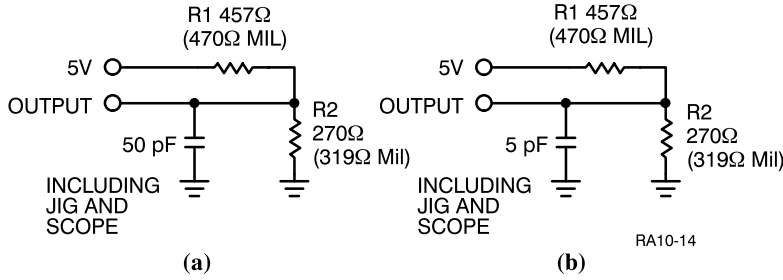 R1 457Ω
(470Ω MIL)
5V
OUTPUT
R2
270Ω
(319Ω Mil)
50 pF
INCLUDING
JIG AND
SCOPE
(a)
R1 457Ω
(470Ω MIL)
5V
OUTPUT
R2
270Ω
(319Ω Mil)
5 pF
INCLUDING
JIG AND
SCOPE
(b)
RA10-14